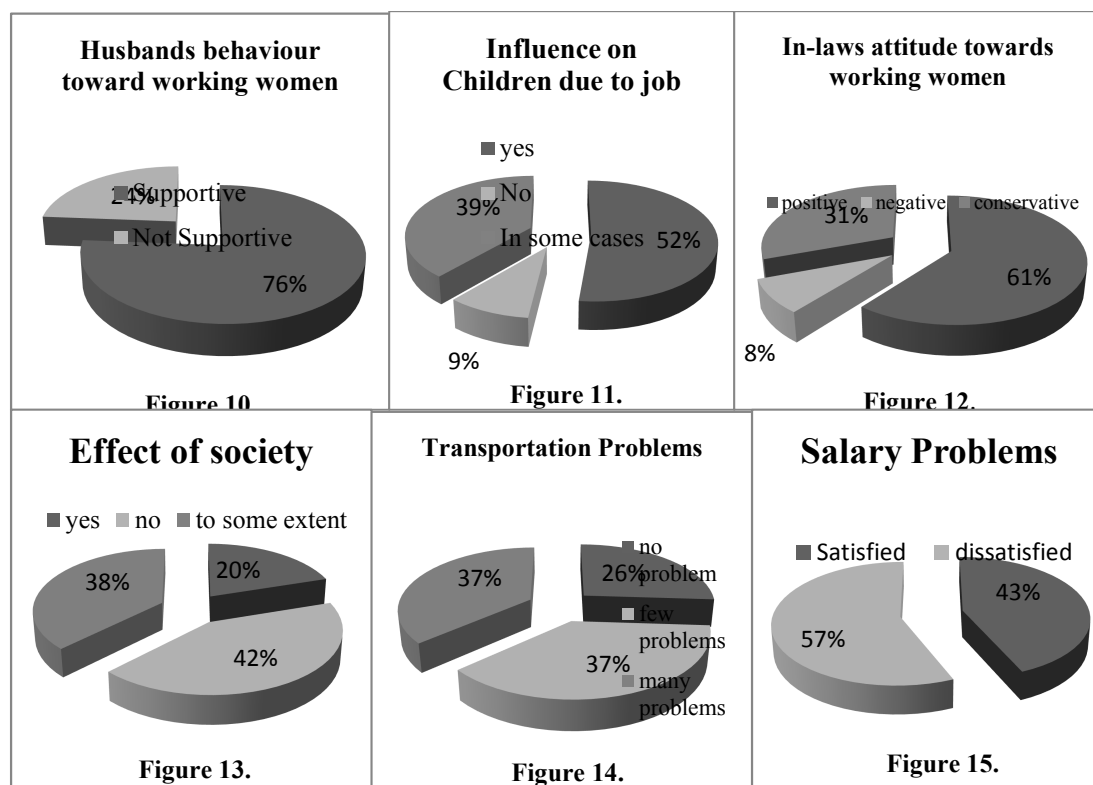 Husbands behaviour
toward working women
Supportive
24%
Not Supportive
76%
Figure 10
Influence on
Children due to job
yes
No
39%
In some cases
52%
9%
Figure 11.
In-laws attitude towards
working women
positive negative conservative
31%
61%
8%
Figure 12.
Effect of society
yes no to some extent
20%
38%
42%
Figure 13.
Transportation Problems
no
problem
37%
26%
few
problems
37%
many
problems
Figure 14.
Salary Problems
Satisfied dissatisfied
43%
57%
Figure 15.